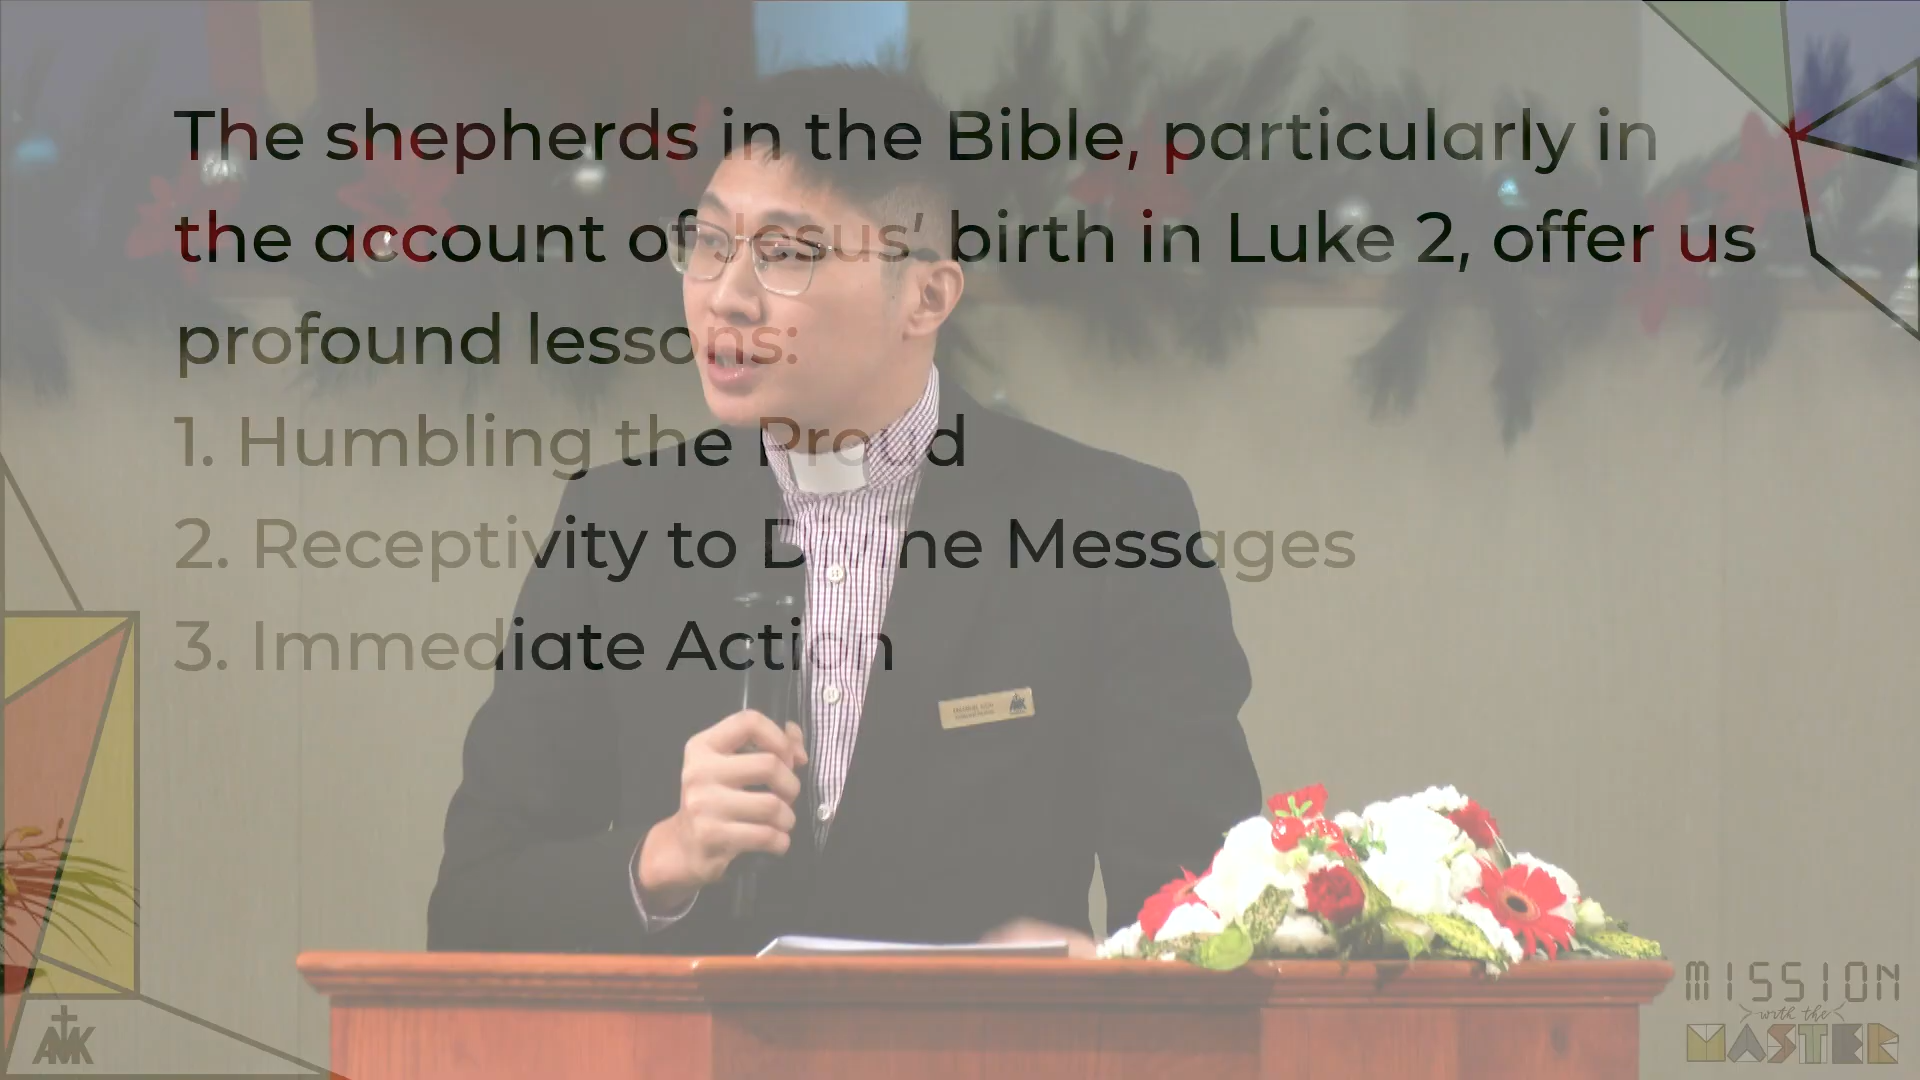 The shepherds in the Bible, particularly in
the account of Jesus’ birth in Luke 2, offer us
profound lessons:
1. Humbling the Proud
2. Receptivity to Divine Messages
3. Immediate Action
AMK
MISSION
with the
MASTER